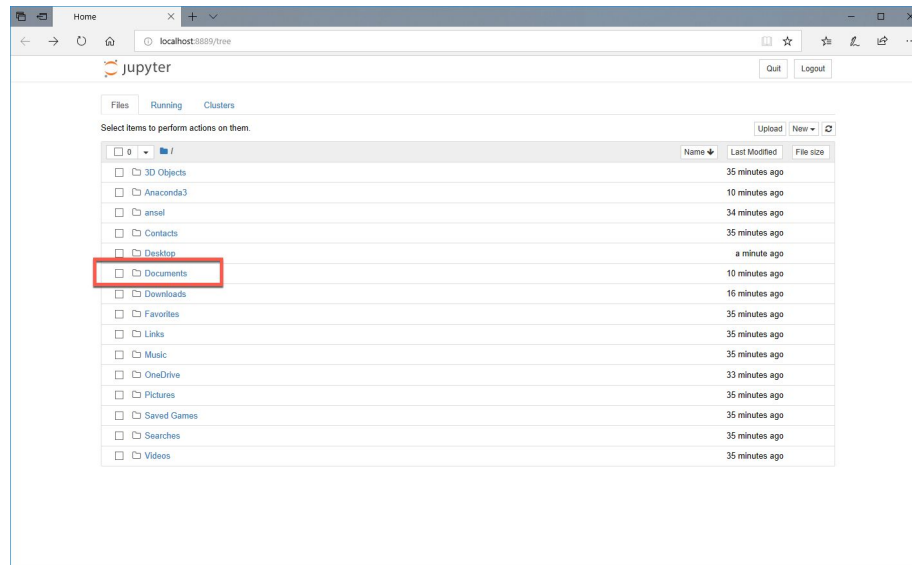 Home
localhost:8889/tree
jupyter
Quit Logout
Files Running Clusters
Select items to perform actions on them.
Upload New
0 / Name Last Modified File size
3D Objects 35 minutes ago
Anaconda3 10 minutes ago
ansel 34 minutes ago
Contacts 35 minutes ago
Desktop a minute ago
Documents 10 minutes ago
Downloads 16 minutes ago
Favorites 35 minutes ago
Links 35 minutes ago
Music 35 minutes ago
OneDrive 33 minutes ago
Pictures 35 minutes ago
Saved Games 35 minutes ago
Searches 35 minutes ago
Videos 35 minutes ago